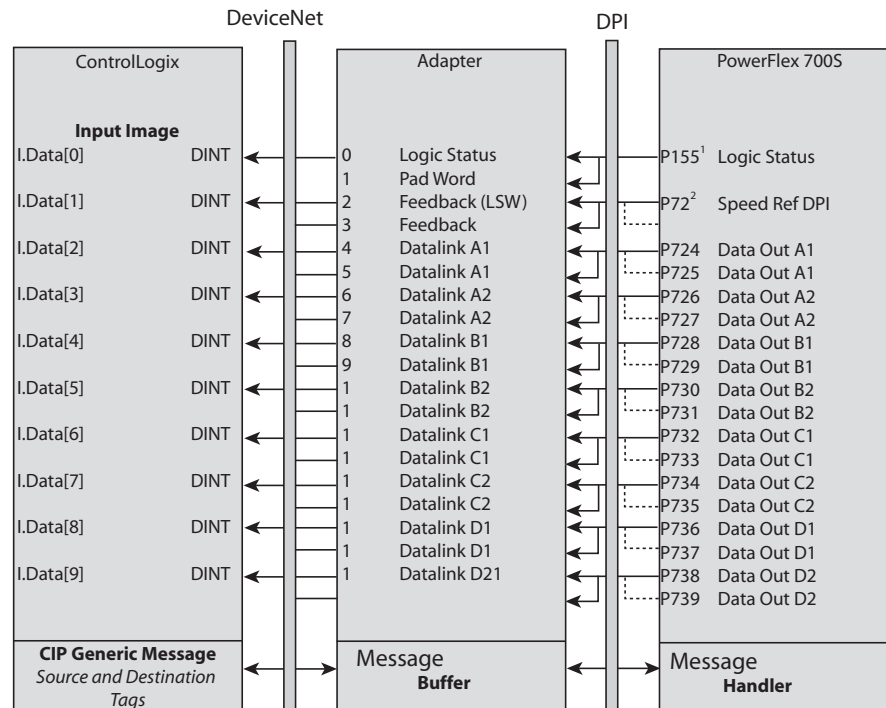 DeviceNet
DPI
ControlLogix
Adapter
PowerFlex 700S
Input Image
I.Data[0] DINT 0 Logic Status P155¹ Logic Status
1 Pad Word
I.Data[1] DINT 2 Feedback (LSW) P72² Speed Ref DPI
3 Feedback
I.Data[2] DINT 4 Datalink A1 P724 Data Out A1
5 Datalink A1 P725 Data Out A1
I.Data[3] DINT 6 Datalink A2 P726 Data Out A2
7 Datalink A2 P727 Data Out A2
I.Data[4] DINT 8 Datalink B1 P728 Data Out B1
9 Datalink B1 P729 Data Out B1
I.Data[5] DINT 1 Datalink B2 P730 Data Out B2
1 Datalink B2 P731 Data Out B2
I.Data[6] DINT 1 Datalink C1 P732 Data Out C1
1 Datalink C1 P733 Data Out C1
I.Data[7] DINT 1 Datalink C2 P734 Data Out C2
1 Datalink C2 P735 Data Out C2
I.Data[8] DINT 1 Datalink D1 P736 Data Out D1
1 Datalink D1 P737 Data Out D1
I.Data[9] DINT 1 Datalink D21 P738 Data Out D2
P739 Data Out D2
CIP Generic Message
Source and Destination
Tags
Message
Buffer
Message
Handler